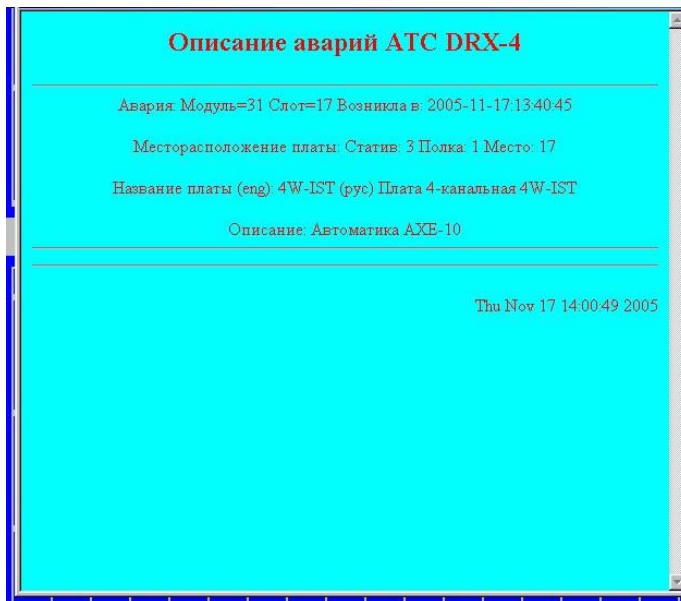 Описание аварий АТС DRX-4
Авария: Модуль=31 Слот=17 Возникла в: 2005-11-17:13:40:45
Месторасположение платы: Статив: 3 Полка: 1 Место: 17
Название платы (eng): 4W-IST (рус) Плата 4-канальная 4W-IST
Описание: Автоматика AXE-10
Thu Nov 17 14:00:49 2005